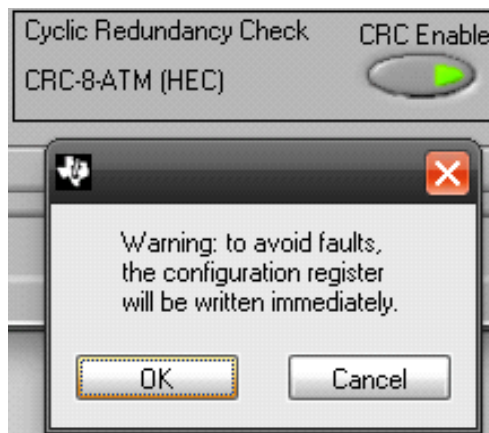 Cyclic Redundancy Check
CRC Enable
CRC-8-ATM (HEC)
Warning: to avoid faults,
the configuration register
will be written immediately.
OK
Cancel